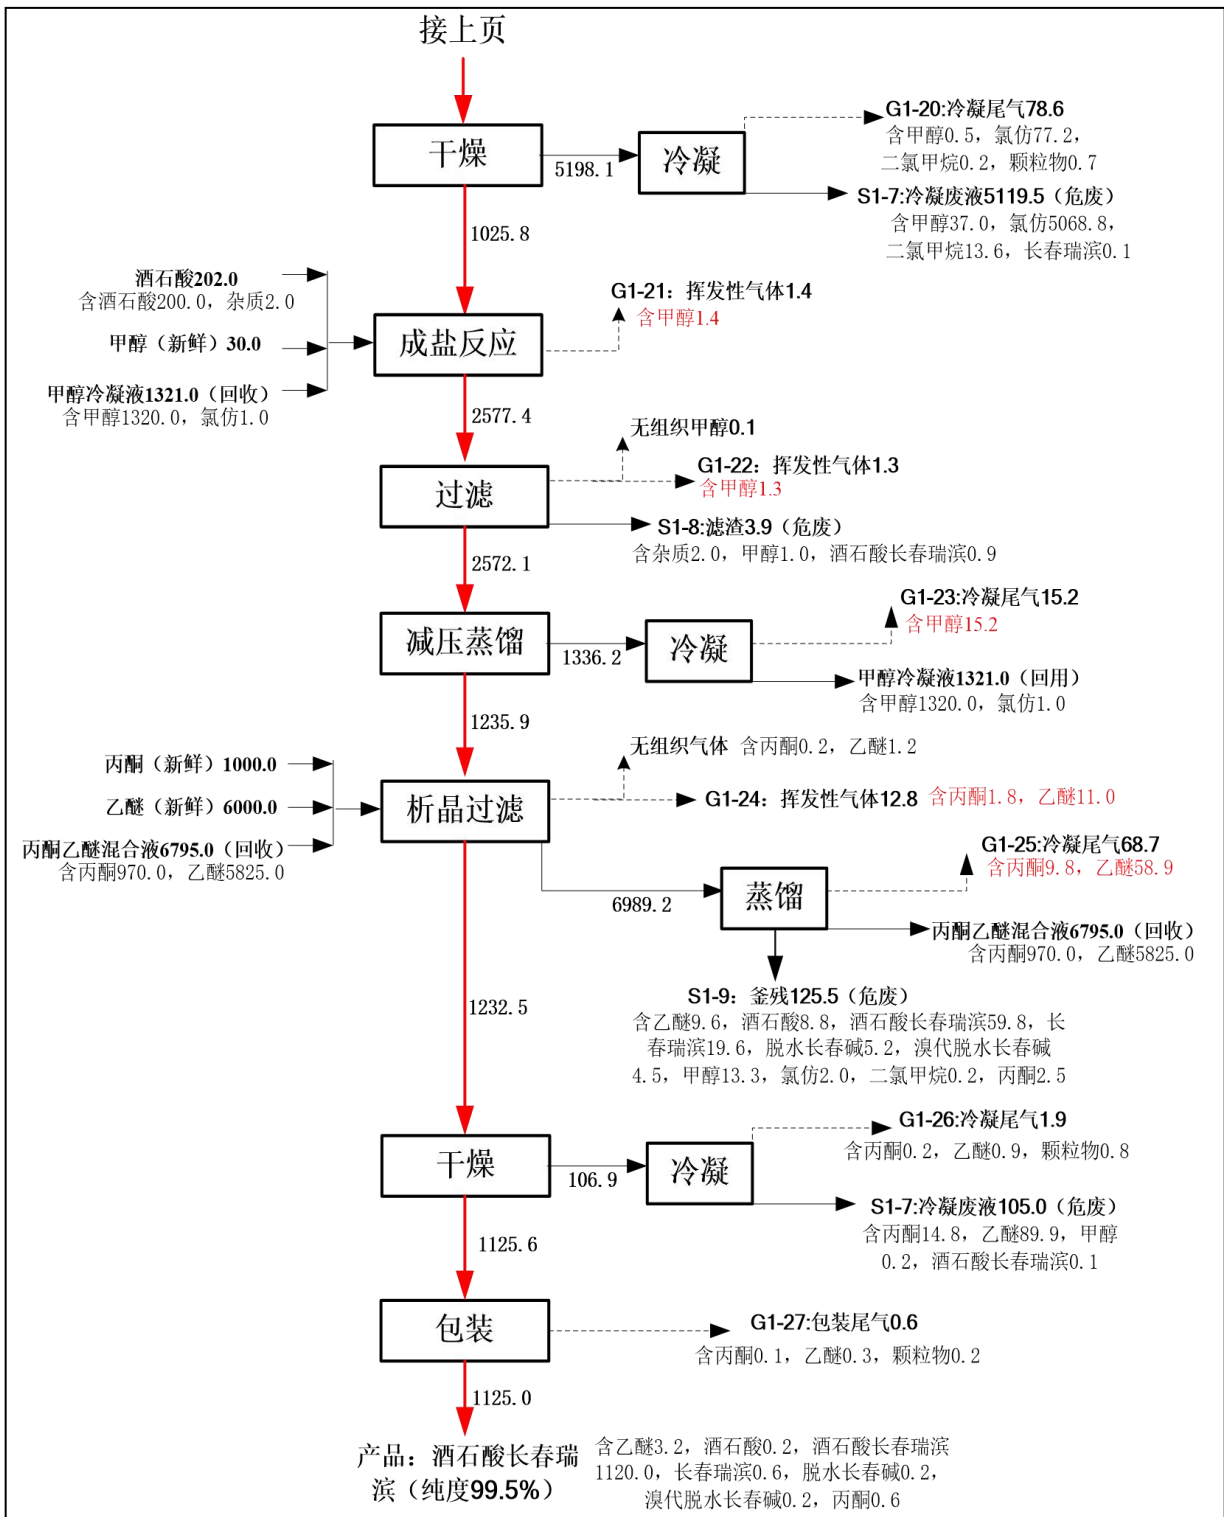 接上页
干燥
5198.1
冷凝
G1-20:冷凝尾气78.6
含甲醇0.5，氯仿77.2，
二氯甲烷0.2，颗粒物0.7
S1-7:冷凝废液5119.5（危废）
含甲醇37.0，氯仿5068.8，
二氯甲烷13.6，长春瑞滨0.1
1025.8
酒石酸202.0
含酒石酸200.0，杂质2.0
甲醇（新鲜）30.0
甲醇冷凝液1321.0（回收）
含甲醇1320.0，氯仿1.0
成盐反应
G1-21：挥发性气体1.4
含甲醇1.4
2577.4
无组织甲醇0.1
过滤
G1-22：挥发性气体1.3
含甲醇1.3
S1-8:滤渣3.9（危废）
含杂质2.0，甲醇1.0，酒石酸长春瑞滨0.9
2572.1
减压蒸馏
1336.2
冷凝
G1-23:冷凝尾气15.2
含甲醇15.2
甲醇冷凝液1321.0（回用）
含甲醇1320.0，氯仿1.0
1235.9
丙酮（新鲜）1000.0
乙醚（新鲜）6000.0
丙酮乙醚混合液6795.0（回收）
含丙酮970.0，乙醚5825.0
析晶过滤
无组织气体 含丙酮0.2，乙醚1.2
G1-24：挥发性气体12.8 含丙酮1.8，乙醚11.0
6989.2
蒸馏
G1-25:冷凝尾气68.7
含丙酮9.8，乙醚58.9
丙酮乙醚混合液6795.0（回收）
含丙酮970.0，乙醚5825.0
S1-9：釜残125.5（危废）
含乙醚9.6，酒石酸8.8，酒石酸长春瑞滨59.8，长
春瑞滨19.6，脱水长春碱5.2，溴代脱水长春碱
4.5，甲醇13.3，氯仿2.0，二氯甲烷0.2，丙酮2.5
1232.5
干燥
106.9
冷凝
G1-26:冷凝尾气1.9
含丙酮0.2，乙醚0.9，颗粒物0.8
S1-7:冷凝废液105.0（危废）
含丙酮14.8，乙醚89.9，甲醇
0.2，酒石酸长春瑞滨0.1
1125.6
包装
G1-27:包装尾气0.6
含丙酮0.1，乙醚0.3，颗粒物0.2
1125.0
产品：酒石酸长春瑞
滨（纯度99.5%）
含乙醚3.2，酒石酸0.2，酒石酸长春瑞滨
1120.0，长春瑞滨0.6，脱水长春碱0.2，
溴代脱水长春碱0.2，丙酮0.6